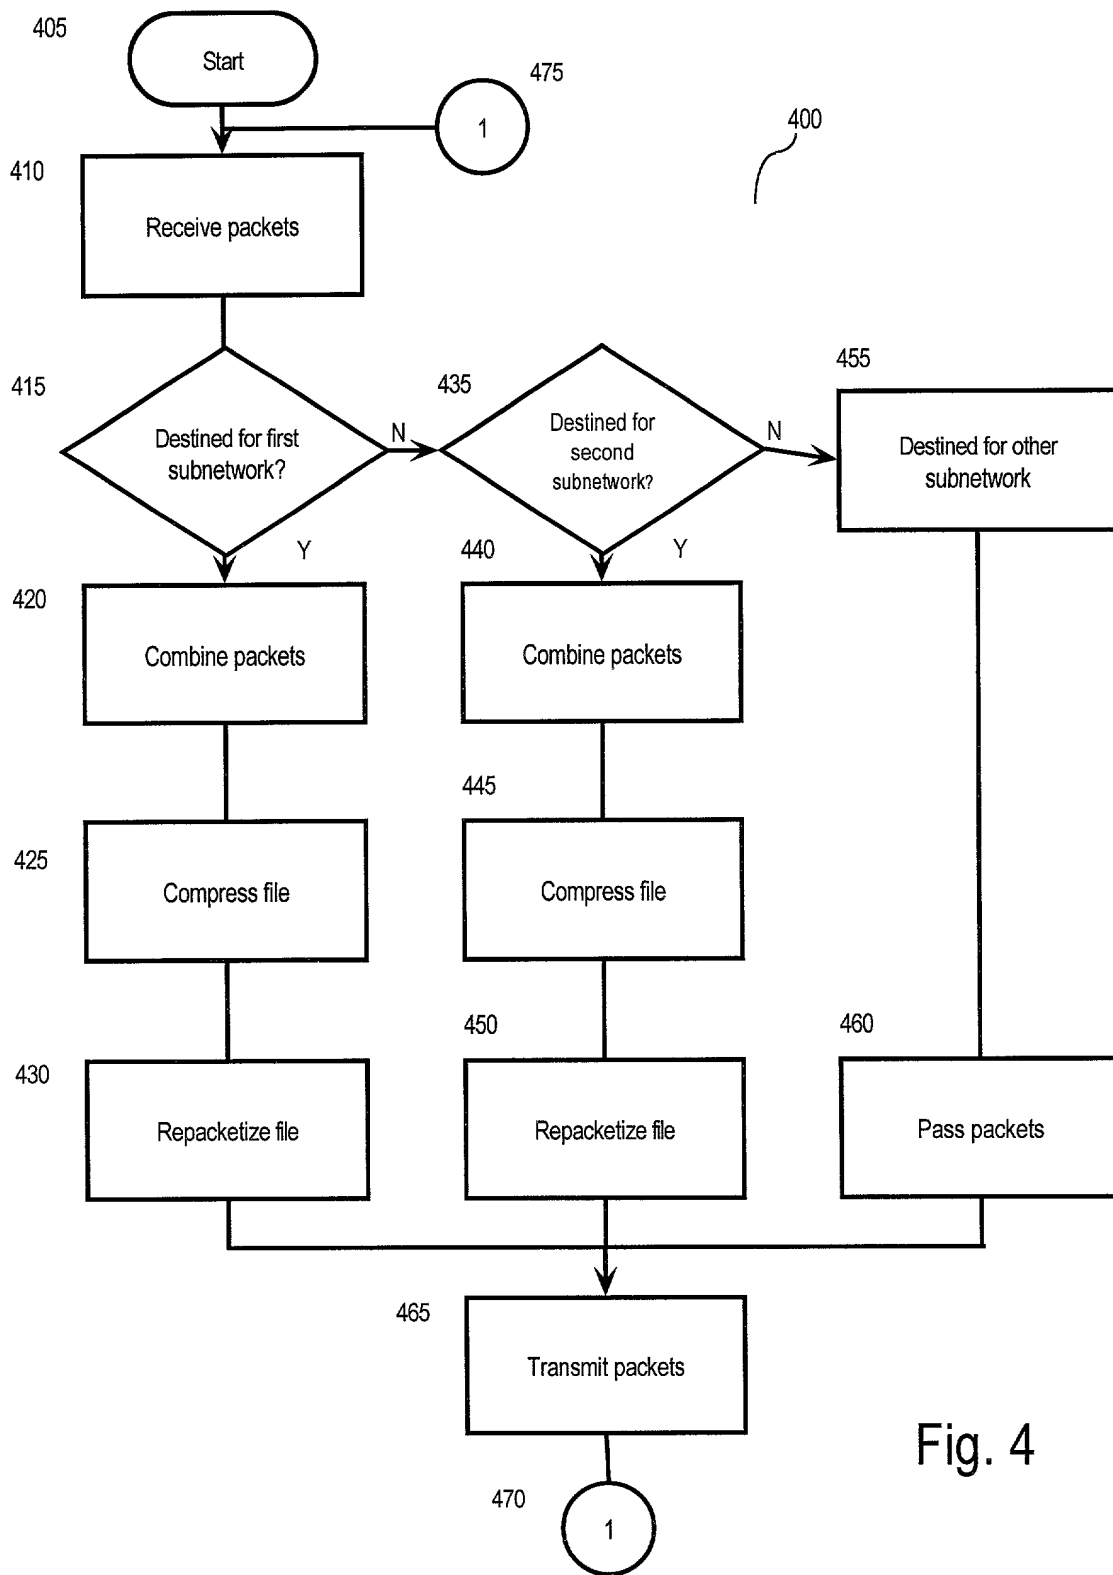 405
Start
475
1
400
410
Receive packets
415
Destined for first
subnetwork?
N
435
Destined for
second
subnetwork?
N
455
Destined for other
subnetwork
Y
Y
420
Combine packets
440
Combine packets
425
Compress file
445
Compress file
430
Repacketize file
450
Repacketize file
460
Pass packets
465
Transmit packets
470
1
Fig. 4